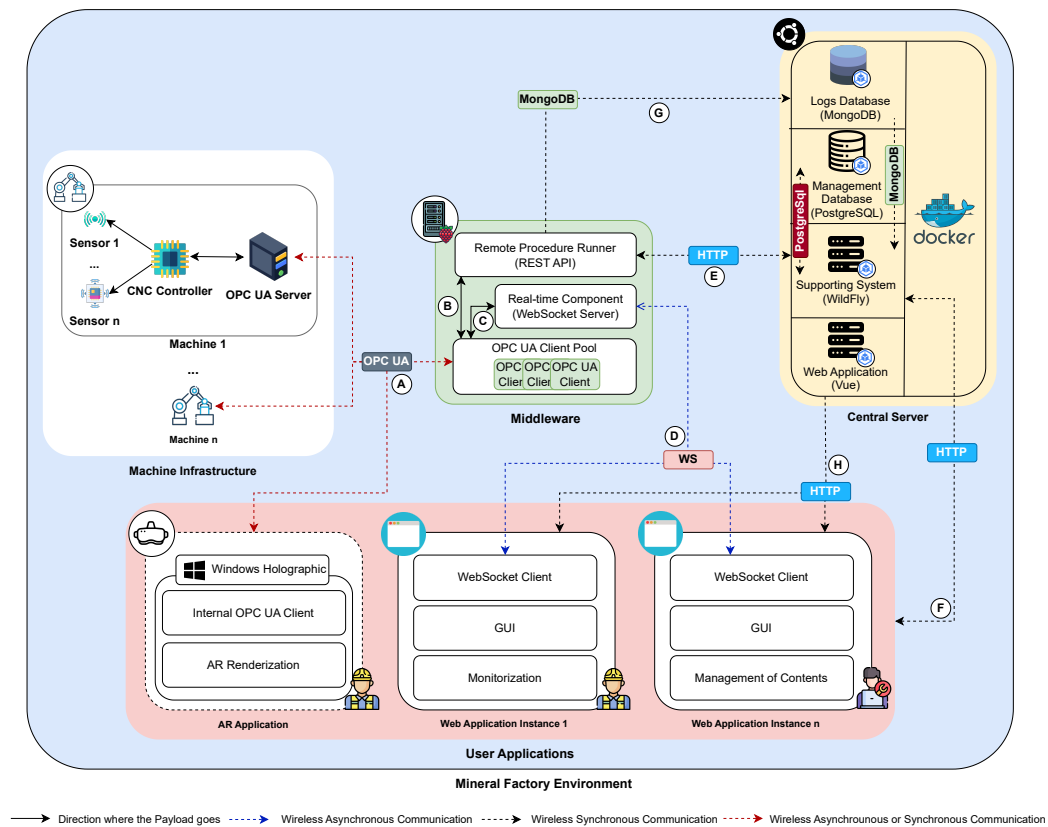 MongoDB
G
Logs Database
(MongoDB)
Management
Database
(PostgreSQL)
PostgreSql
MongoDB
Supporting System
(WildFly)
Web Application
(Vue)
docker
Central Server
Sensor 1
...
Sensor n
CNC Controller
OPC UA Server
Machine 1
...
Machine n
Machine Infrastructure
OPC UA
A
Remote Procedure Runner
(REST API)
B
C
Real-time Component
(WebSocket Server)
OPC UA Client Pool
OPC
Clien
OPC
Clien
OPC UA
Client
Middleware
HTTP
E
D
WS
H
HTTP
HTTP
F
Windows Holographic
Internal OPC UA Client
AR Renderization
AR Application
WebSocket Client
GUI
Monitorization
Web Application Instance 1
WebSocket Client
GUI
Management of Contents
Web Application Instance n
User Applications
Mineral Factory Environment
Direction where the Payload goes
Wireless Asynchronous Communication
Wireless Synchronous Communication
Wireless Asynchrounous or Synchronous Communication